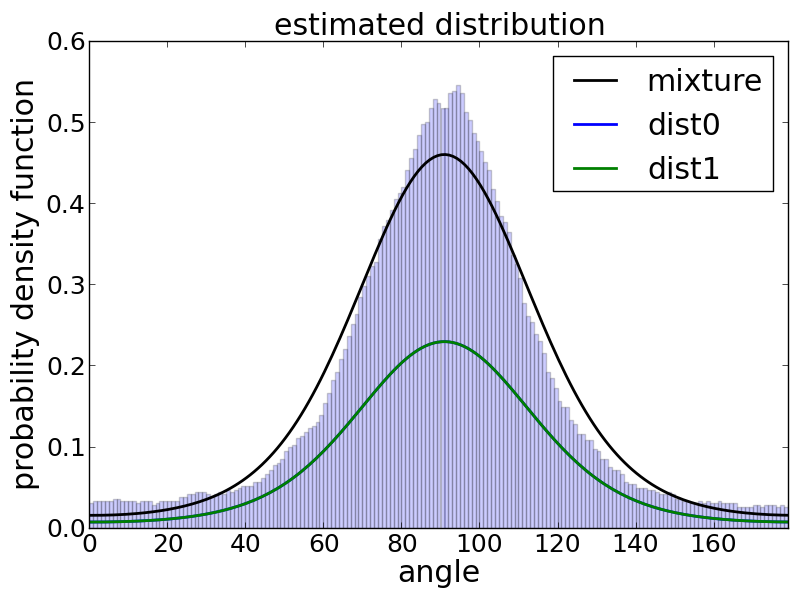 estimated distribution
probability density function
0.6
0.5
0.4
0.3
0.2
0.1
0.0
mixture
dist0
dist1
0 20 40 60 80 100 120 140 160
angle